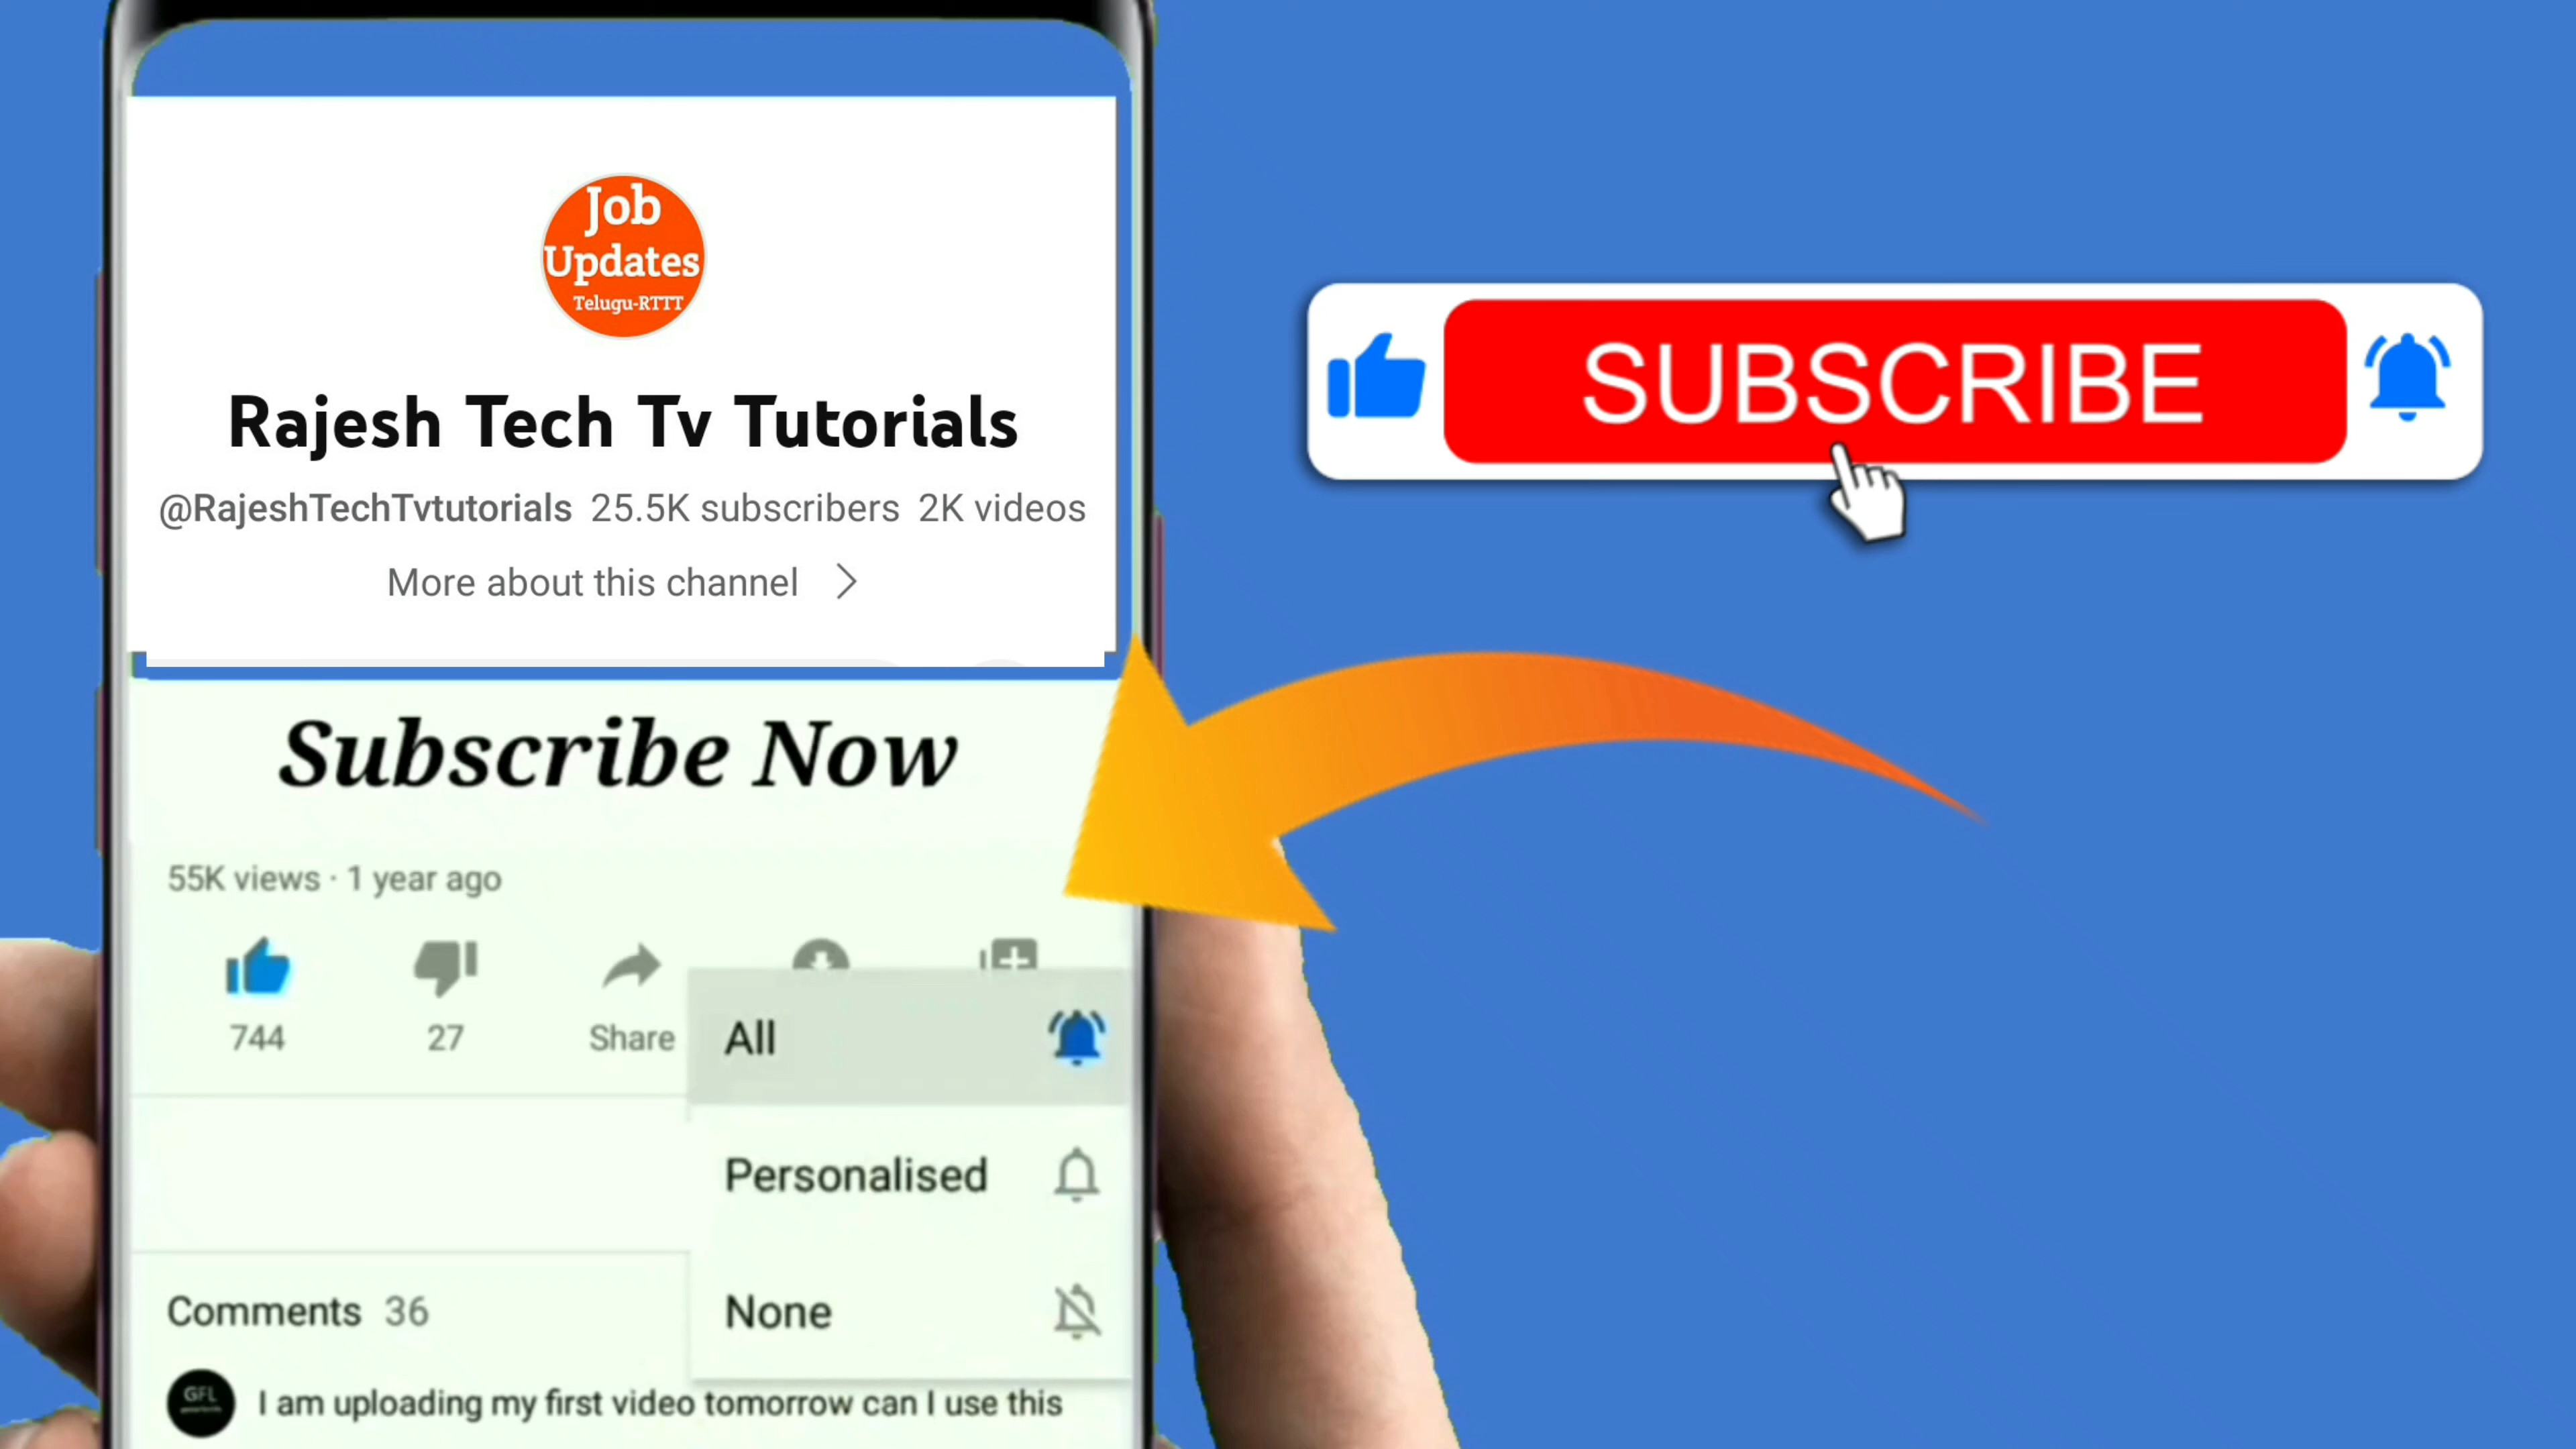 Job
Updates
Telugu-RTTT
Rajesh Tech Tv Tutorials
@RajeshTechTvtutorials 25.5K subscribers 2K videos
More about this channel
SUBSCRIBE
Subscribe Now
55K views · 1 year ago
744 27 Share
All
Personalised
None
Comments 36
GFL
I am uploading my first video tomorrow can I use this